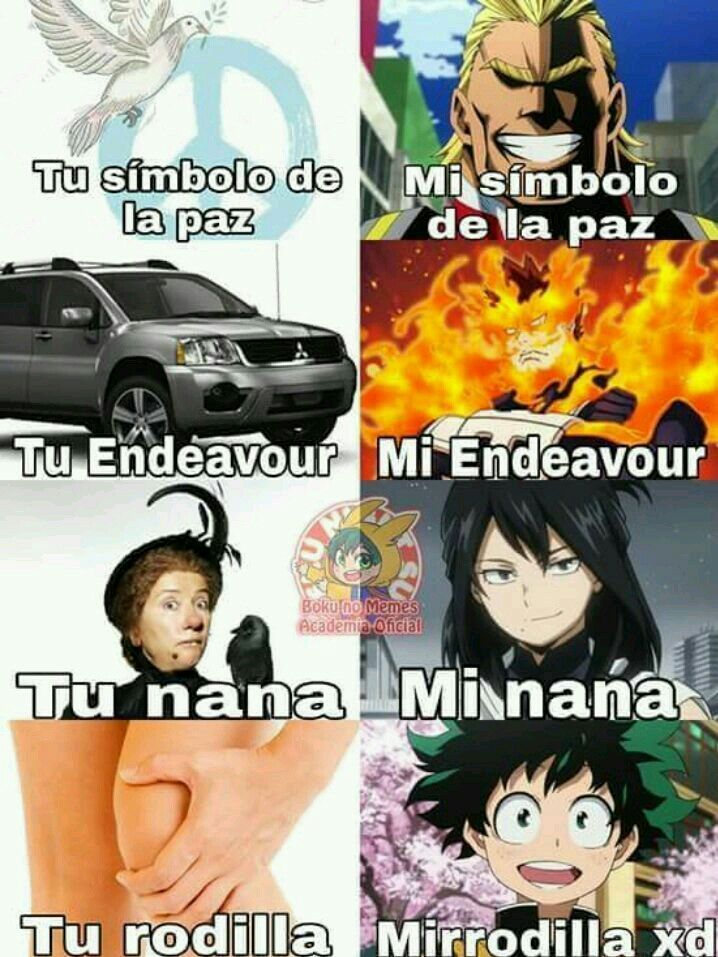 Tu símbolo de
la paz
Mi símbolo
de la paz
Tu Endeavour
Mi Endeavour
Boku no Memes
Academia Oficial
Tu nana
Mi nana
Tu rodilla
Mirrodilla xd